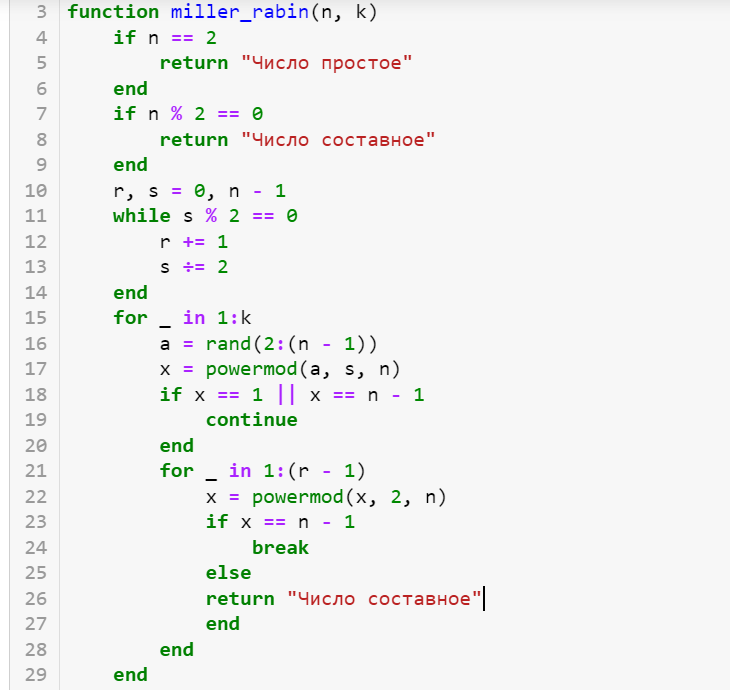 3 function miller_rabin(n, k)
4     if n == 2
5         return "Число простое"
6     end
7     if n % 2 == 0
8         return "Число составное"
9     end
10     r, s = 0, n - 1
11     while s % 2 == 0
12         r += 1
13         s ÷= 2
14     end
15     for _ in 1:k
16         a = rand(2:(n - 1))
17         x = powermod(a, s, n)
18         if x == 1 || x == n - 1
19             continue
20         end
21         for _ in 1:(r - 1)
22             x = powermod(x, 2, n)
23             if x == n - 1
24                 break
25             else
26             return "Число составное"
27             end
28         end
29     end